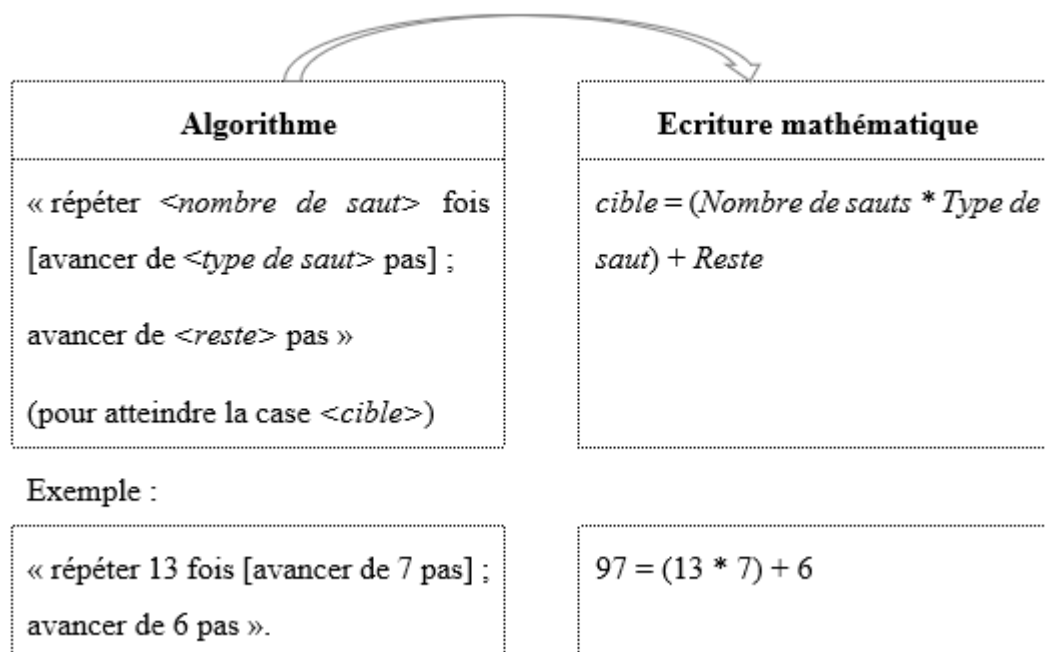 Algorithme
« répéter <nombre de saut> fois
[avancer de <type de saut> pas] ;
avancer de <reste> pas »
(pour atteindre la case <cible>)
Ecriture mathématique
cible = (Nombre de sauts * Type de
saut) + Reste
Exemple :
« répéter 13 fois [avancer de 7 pas] ;
avancer de 6 pas ».
97 = (13 * 7) + 6